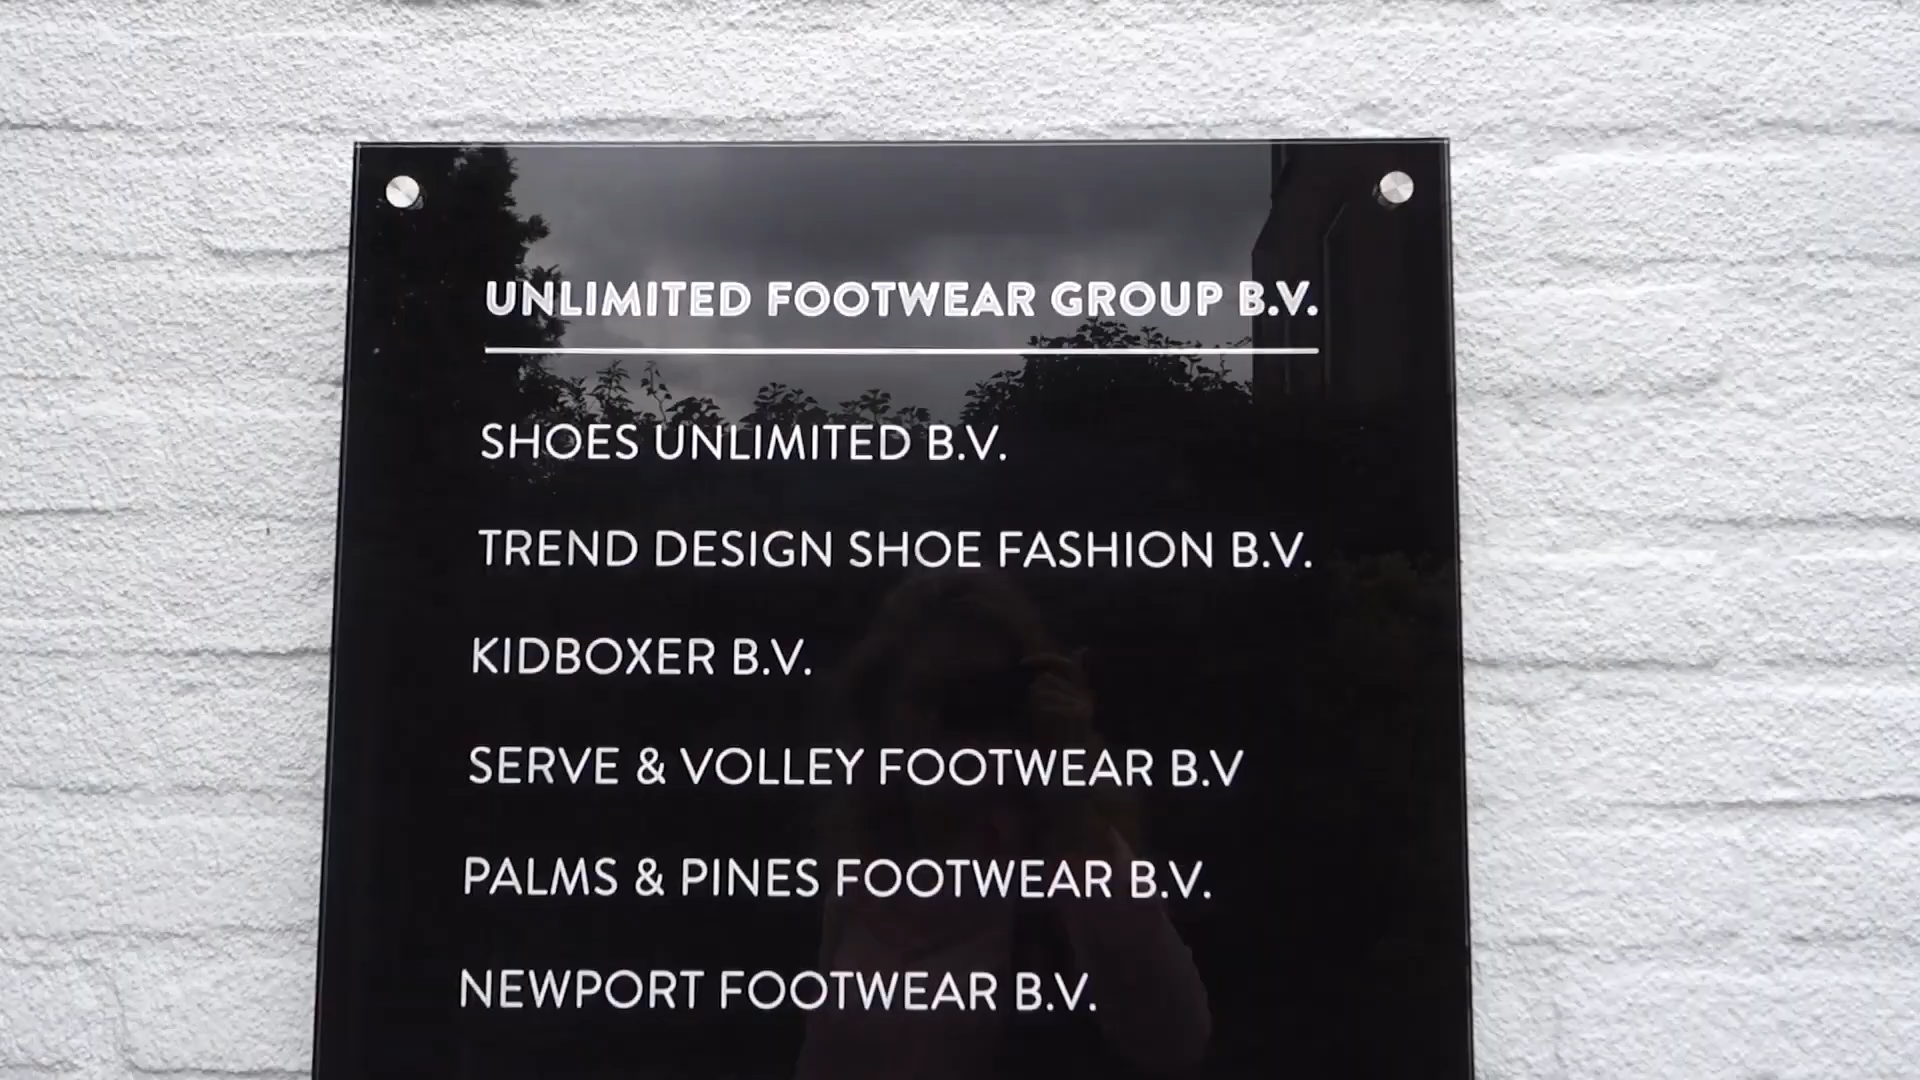 UNLIMITED FOOTWEAR GROUP B.V.
SHOES UNLIMITED B.V.
TREND DESIGN SHOE FASHION B.V.
KIDBOXER B.V.
SERVE & VOLLEY FOOTWEAR B.V
PALMS & PINES FOOTWEAR B.V.
NEWPORT FOOTWEAR B.V.